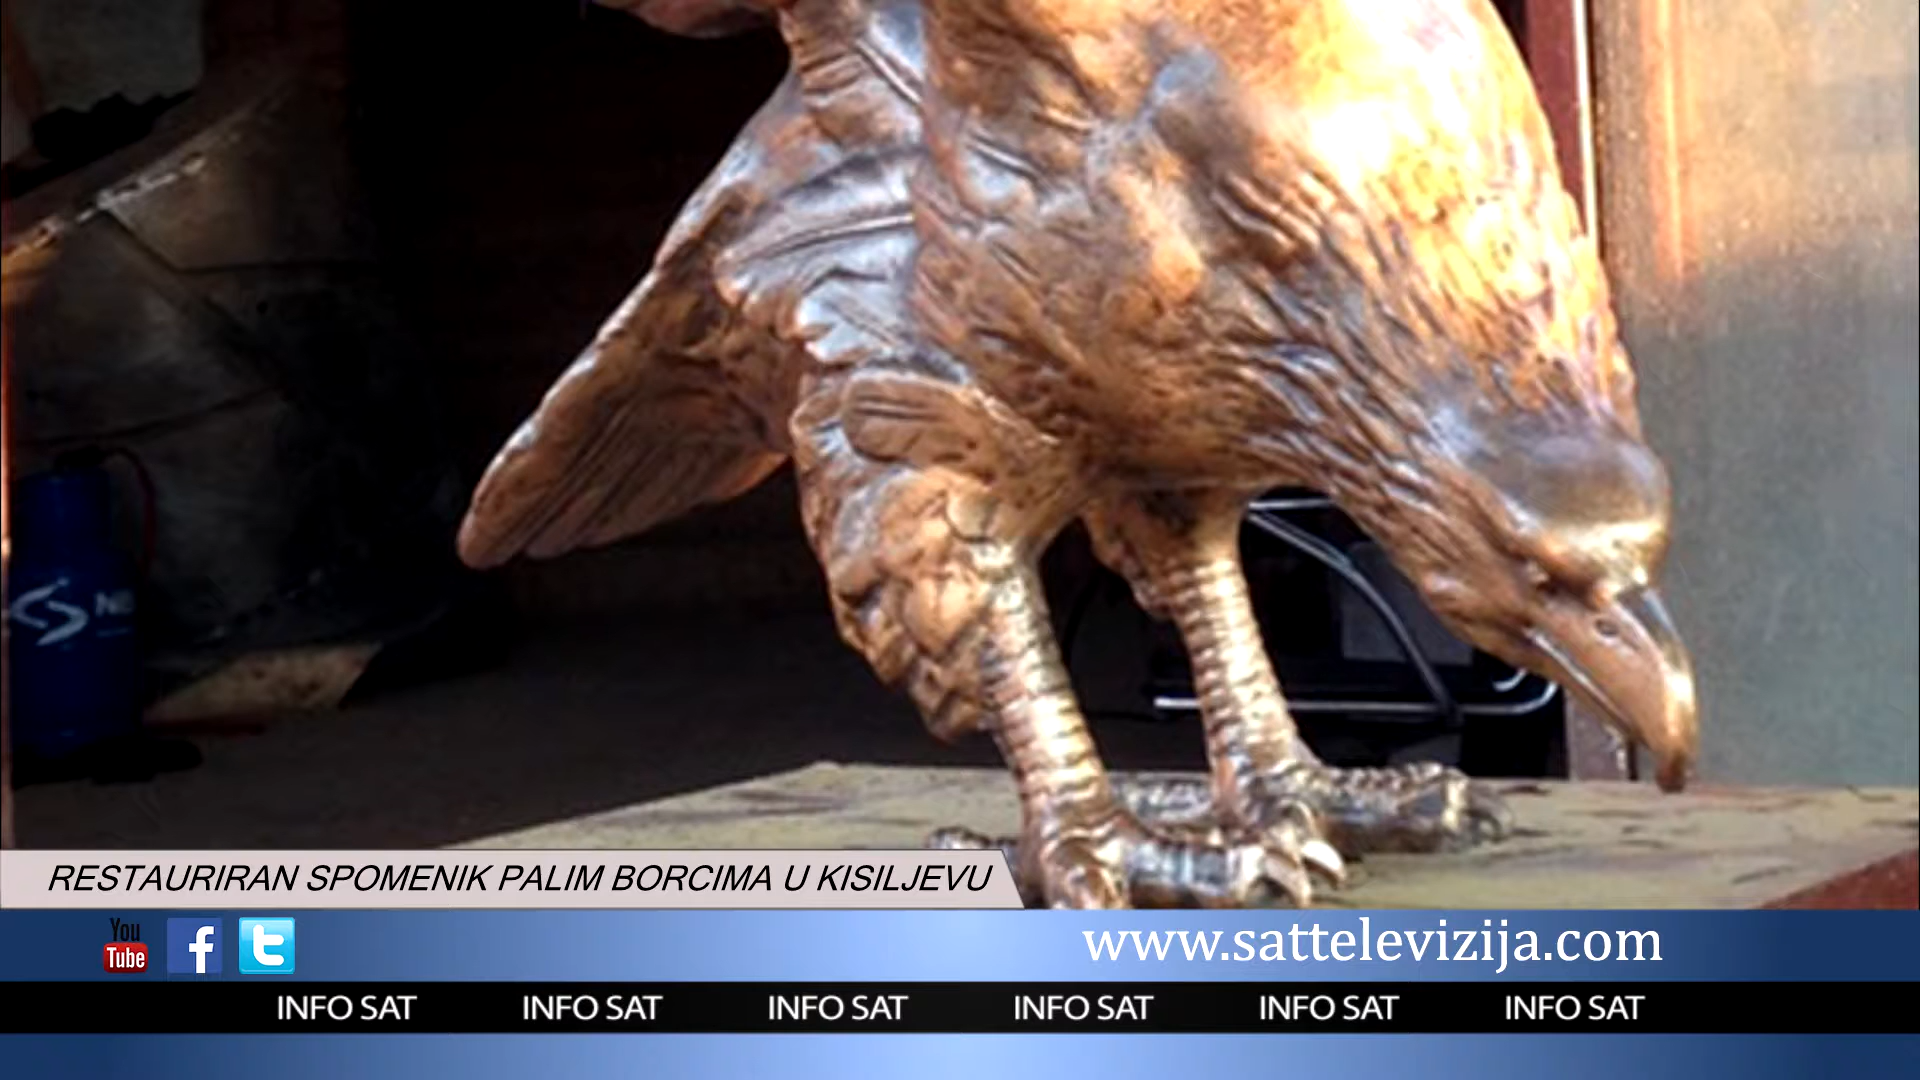 RESTAURIRAN SPOMENIK PALIM BORCIMA U KISILJEVU
You
Tube
www.sattelevizija.com
INFO SAT INFO SAT INFO SAT INFO SAT INFO SAT INFO SAT